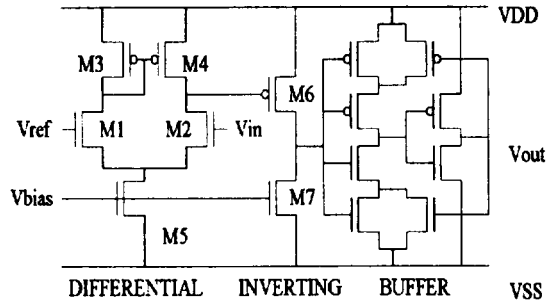 VDD
M3
M4
M6
Vref
M1
M2
Vin
Vout
Vbias
M7
M5
DIFFERENTIAL INVERTING BUFFER VSS